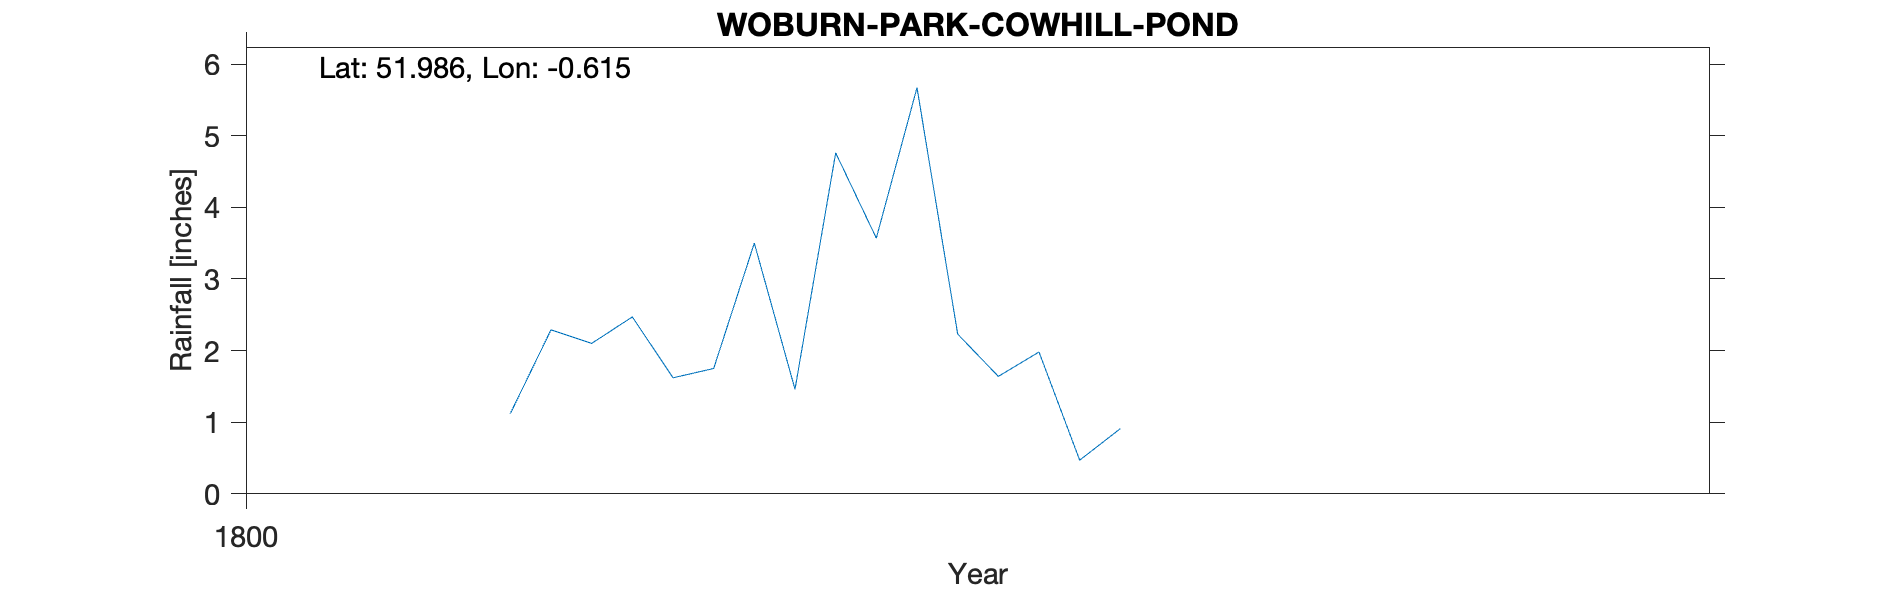 WOBURN-PARK-COWHILL-POND
Lat: 51.986, Lon: -0.615
Rainfall [inches]
6
5
4
3
2
1
0
1800
Year